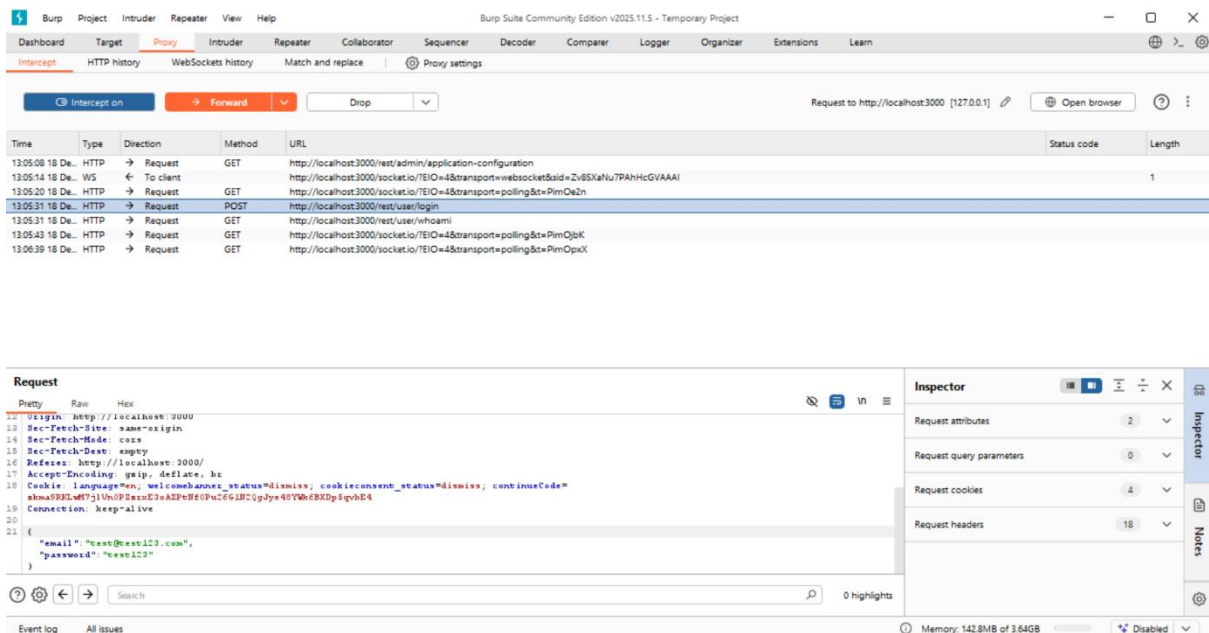 Burp Project Intruder Repeater View Help Burp Suite Community Edition v2025.11.5 - Temporary Project
Dashboard Target Proxy Intruder Repeater Collaborator Sequencer Decoder Comparer Logger Organizer Extensions Learn
Intercept HTTP history WebSockets history Match and replace Proxy settings
Intercept on Forward Drop Request to http://localhost:3000 [127.0.0.1] Open browser
Time Type Direction Method URL Status code Length
13:05:08 18 De... HTTP → Request GET http://localhost:3000/rest/admin/application-configuration
13:05:14 18 De... WS ← To client http://localhost:3000/socket.io/?EIO=4&transport=websocket&sid=Zv85XaNu7PAhHcGVAAAI 1
13:05:20 18 De... HTTP → Request GET http://localhost:3000/socket.io/?EIO=4&transport=polling&t=PimOe2n
13:05:31 18 De... HTTP → Request POST http://localhost:3000/rest/user/login
13:05:31 18 De... HTTP → Request GET http://localhost:3000/rest/user/whoami
13:05:43 18 De... HTTP → Request GET http://localhost:3000/socket.io/?EIO=4&transport=polling&t=PimOjbK
13:06:39 18 De... HTTP → Request GET http://localhost:3000/socket.io/?EIO=4&transport=polling&t=PimOpxX
Request
Pretty Raw Hex \n
12 Origin: http://localhost:3000
13 Sec-Fetch-Site: same-origin
14 Sec-Fetch-Mode: cors
15 Sec-Fetch-Dest: empty
16 Referer: http://localhost:3000/
17 Accept-Encoding: gzip, deflate, br
18 Cookie: language=en; welcomebanner_status=dismiss; cookieconsent_status=dismiss; continueCode=
19 Connection: keep-alive
20
21 {
"email":"test@test123.com",
"password":"test123"
}
Search 0 highlights
Inspector
Request attributes 2
Request query parameters 0
Request cookies 4
Request headers 18
Inspector
Notes
Event log All issues Memory: 142.8MB of 3.64GB Disabled